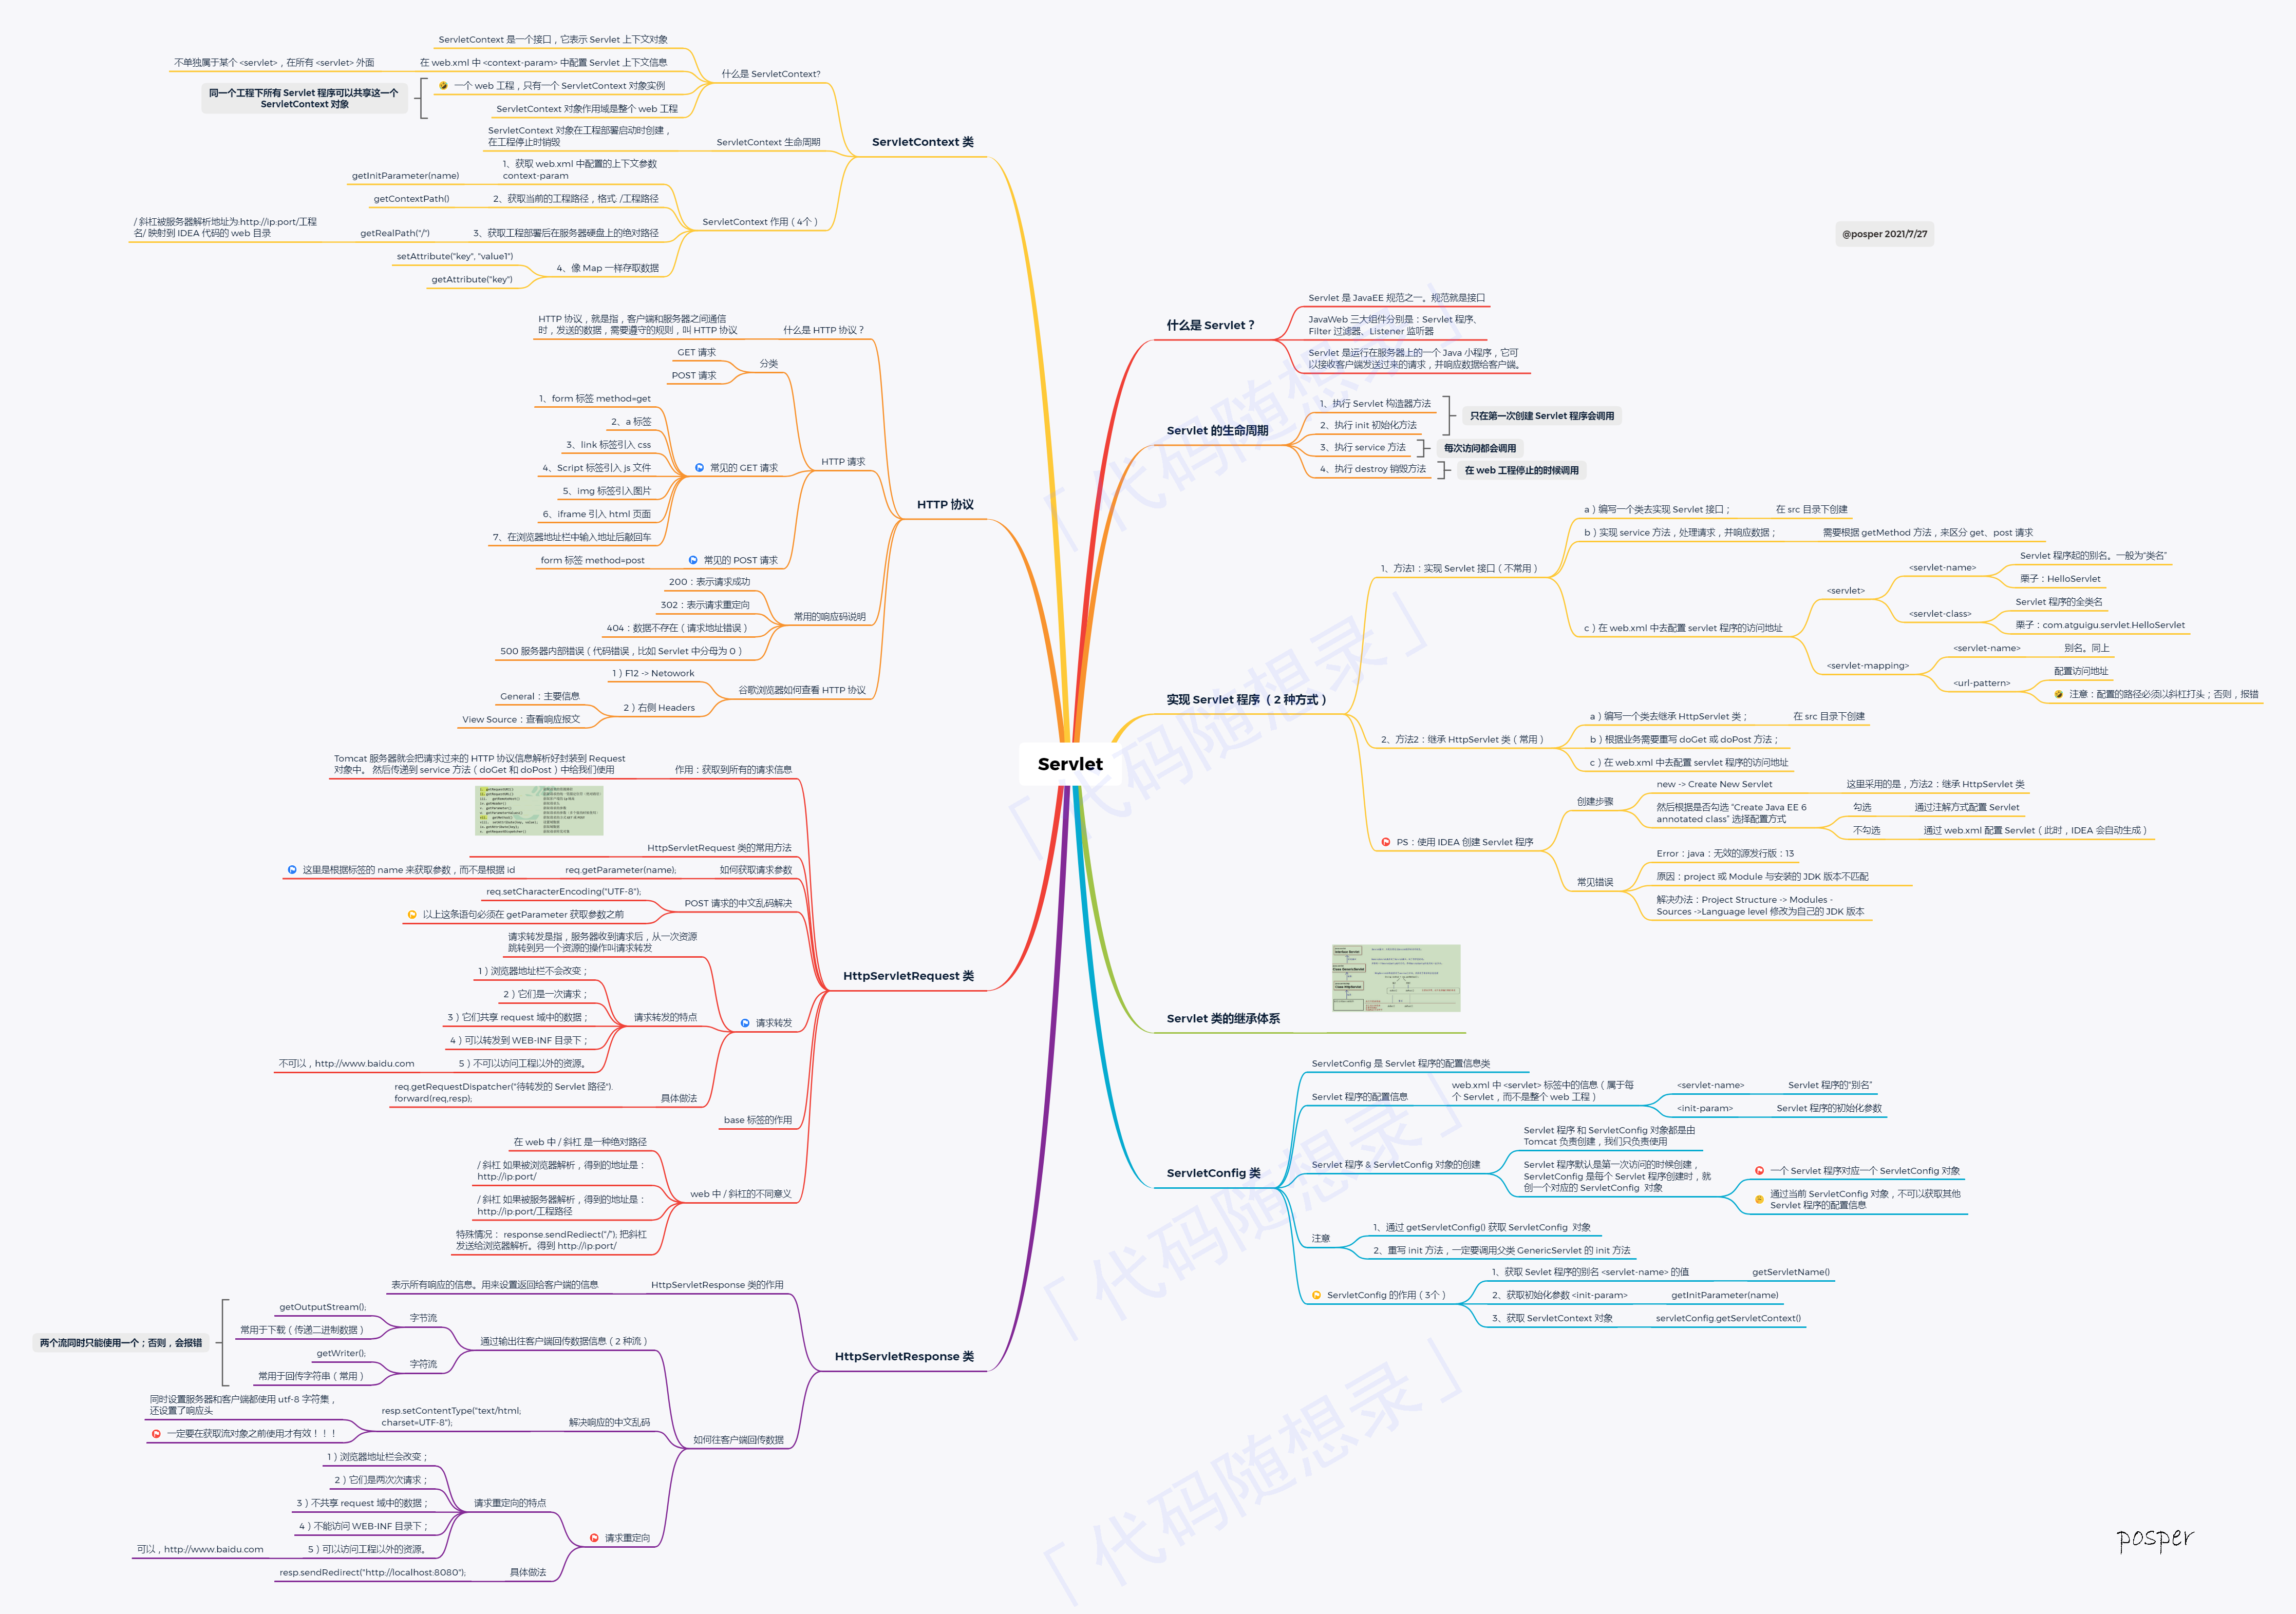 Servlet
@posper 2021/7/27
什么是 Servlet？
Servlet 是 JavaEE 规范之一。规范就是接口
JavaWeb 三大组件分别是：Servlet 程序、
Filter 过滤器、Listener 监听器
Servlet 是运行在服务器上的一个 Java 小程序，它可
以接收客户端发送过来的请求，并响应数据给客户端。
Servlet 的生命周期
1、执行 Servlet 构造器方法
2、执行 init 初始化方法
只在第一次创建 Servlet 程序会调用
3、执行 service 方法
每次访问都会调用
4、执行 destroy 销毁方法
在 web 工程停止的时候调用
实现 Servlet 程序（ 2 种方式 ）
1、方法1：实现 Servlet 接口（不常用）
a）编写一个类去实现 Servlet 接口；
在 src 目录下创建
b）实现 service 方法，处理请求，并响应数据；
需要根据 getMethod 方法，来区分 get、post 请求
c）在 web.xml 中去配置 servlet 程序的访问地址
<servlet>
<servlet-name>
Servlet 程序起的别名。一般为“类名”
栗子：HelloServlet
<servlet-class>
Servlet 程序的全类名
栗子：com.atguigu.servlet.HelloServlet
<servlet-mapping>
<servlet-name>
别名。同上
<url-pattern>
配置访问地址
注意：配置的路径必须以斜杠打头；否则，报错
2、方法2：继承 HttpServlet 类（常用）
a）编写一个类去继承 HttpServlet 类；
在 src 目录下创建
b）根据业务需要重写 doGet 或 doPost 方法；
c）在 web.xml 中去配置 servlet 程序的访问地址
PS：使用 IDEA 创建 Servlet 程序
创建步骤
new -> Create New Servlet
这里采用的是，方法2：继承 HttpServlet 类
然后根据是否勾选 “Create Java EE 6
annotated class” 选择配置方式
勾选
通过注解方式配置 Servlet
不勾选
通过 web.xml 配置 Servlet（此时，IDEA 会自动生成）
常见错误
Error：java：无效的源发行版：13
原因：project 或 Module 与安装的 JDK 版本不匹配
解决办法：Project Structure -> Modules -
Sources ->Language level 修改为自己的 JDK 版本
Servlet 类的继承体系
ServletConfig 类
ServletConfig 是 Servlet 程序的配置信息类
Servlet 程序的配置信息
web.xml 中 <servlet> 标签中的信息（属于每
个 Servlet，而不是整个 web 工程）
<servlet-name>
Servlet 程序的“别名”
<init-param>
Servlet 程序的初始化参数
Servlet 程序 & ServletConfig 对象的创建
Servlet 程序 和 ServletConfig 对象都是由
Tomcat 负责创建，我们只负责使用
Servlet 程序默认是第一次访问的时候创建，
ServletConfig 是每个 Servlet 程序创建时，就
创一个对应的 ServletConfig 对象
一个 Servlet 程序对应一个 ServletConfig 对象
通过当前 ServletConfig 对象，不可以获取其他
Servlet 程序的配置信息
注意
1、通过 getServletConfig() 获取 ServletConfig 对象
2、重写 init 方法，一定要调用父类 GenericServlet 的 init 方法
ServletConfig 的作用（3个）
1、获取 Sevlet 程序的别名 <servlet-name> 的值
getServletName()
2、获取初始化参数 <init-param>
getInitParameter(name)
3、获取 ServletContext 对象
servletConfig.getServletContext()
ServletContext 类
什么是 ServletContext?
ServletContext 是一个接口，它表示 Servlet 上下文对象
在 web.xml 中 <context-param> 中配置 Servlet 上下文信息
不单独属于某个 <servlet>，在所有 <servlet> 外面
一个 web 工程，只有一个 ServletContext 对象实例
ServletContext 对象作用域是整个 web 工程
同一个工程下所有 Servlet 程序可以共享这一个
ServletContext 对象
ServletContext 生命周期
ServletContext 对象在工程部署启动时创建，
在工程停止时销毁
ServletContext 作用（4个）
1、获取 web.xml 中配置的上下文参数
context-param
getInitParameter(name)
2、获取当前的工程路径，格式: /工程路径
getContextPath()
3、获取工程部署后在服务器硬盘上的绝对路径
getRealPath("/")
/ 斜杠被服务器解析地址为:http://ip:port/工程
名/ 映射到 IDEA 代码的 web 目录
4、像 Map 一样存取数据
setAttribute("key", "value1")
getAttribute("key")
HTTP 协议
什么是 HTTP 协议？
HTTP 协议，就是指，客户端和服务器之间通信
时，发送的数据，需要遵守的规则，叫 HTTP 协议
HTTP 请求
分类
GET 请求
POST 请求
常见的 GET 请求
1、form 标签 method=get
2、a 标签
3、link 标签引入 css
4、Script 标签引入 js 文件
5、img 标签引入图片
6、iframe 引入 html 页面
7、在浏览器地址栏中输入地址后敲回车
常见的 POST 请求
form 标签 method=post
常用的响应码说明
200：表示请求成功
302：表示请求重定向
404：数据不存在（请求地址错误）
500 服务器内部错误（代码错误，比如 Servlet 中分母为 0 ）
谷歌浏览器如何查看 HTTP 协议
1）F12 -> Netowork
2）右侧 Headers
General：主要信息
View Source：查看响应报文
HttpServletRequest 类
作用：获取到所有的请求信息
Tomcat 服务器就会把请求过来的 HTTP 协议信息解析好封装到 Request
对象中。 然后传递到 service 方法（doGet 和 doPost）中给我们使用
HttpServletRequest 类的常用方法
如何获取请求参数
req.getParameter(name);
这里是根据标签的 name 来获取参数，而不是根据 id
POST 请求的中文乱码解决
req.setCharacterEncoding("UTF-8");
以上这条语句必须在 getParameter 获取参数之前
请求转发
请求转发是指，服务器收到请求后，从一次资源
跳转到另一个资源的操作叫请求转发
请求转发的特点
1）浏览器地址栏不会改变；
2）它们是一次请求；
3）它们共享 request 域中的数据；
4）可以转发到 WEB-INF 目录下；
5）不可以访问工程以外的资源。
不可以，http://www.baidu.com
具体做法
req.getRequestDispatcher("待转发的 Servlet 路径").
forward(req,resp);
base 标签的作用
web 中 / 斜杠的不同意义
在 web 中 / 斜杠 是一种绝对路径
/ 斜杠 如果被浏览器解析，得到的地址是：
http://ip:port/
/ 斜杠 如果被服务器解析，得到的地址是：
http://ip:port/工程路径
特殊情况： response.sendRediect("/"); 把斜杠
发送给浏览器解析。得到 http://ip:port/
HttpServletResponse 类
HttpServletResponse 类的作用
表示所有响应的信息。用来设置返回给客户端的信息
如何往客户端回传数据
通过输出往客户端回传数据信息（2 种流）
字节流
getOutputStream();
常用于下载（传递二进制数据）
字符流
getWriter();
常用于回传字符串（常用）
两个流同时只能使用一个；否则，会报错
解决响应的中文乱码
resp.setContentType("text/html;
charset=UTF-8");
同时设置服务器和客户端都使用 utf-8 字符集，
还设置了响应头
一定要在获取流对象之前使用才有效！！！
请求重定向
请求重定向的特点
1）浏览器地址栏会改变；
2）它们是两次次请求；
3）不共享 request 域中的数据；
4）不能访问 WEB-INF 目录下；
5）可以访问工程以外的资源。
可以，http://www.baidu.com
具体做法
resp.sendRedirect("http://localhost:8080");
「代码随想录」
「代码随想录」
「代码随想录」
「代码随想录」
posper